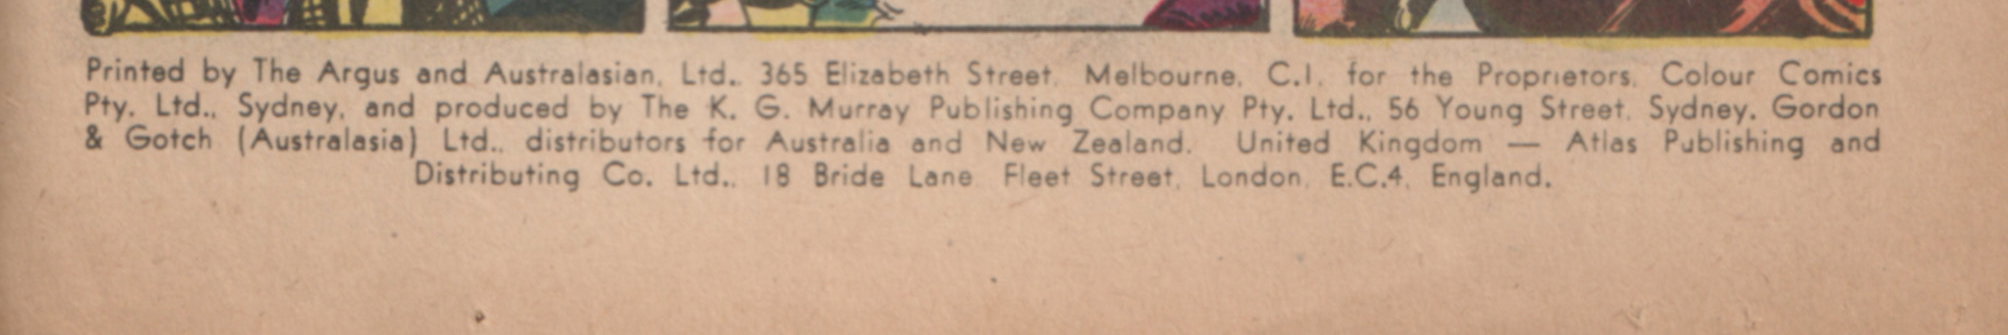 Printed by The Argus and Australasian, Ltd., 365 Elizabeth Street, Melbourne, C.1, for the Proprietors, Colour Comics
Pty. Ltd., Sydney, and produced by The K. G. Murray Publishing Company Pty. Ltd., 56 Young Street, Sydney. Gordon
& Gotch (Australasia) Ltd., distributors for Australia and New Zealand. United Kingdom — Atlas Publishing and
Distributing Co. Ltd., 18 Bride Lane, Fleet Street, London, E.C.4, England.